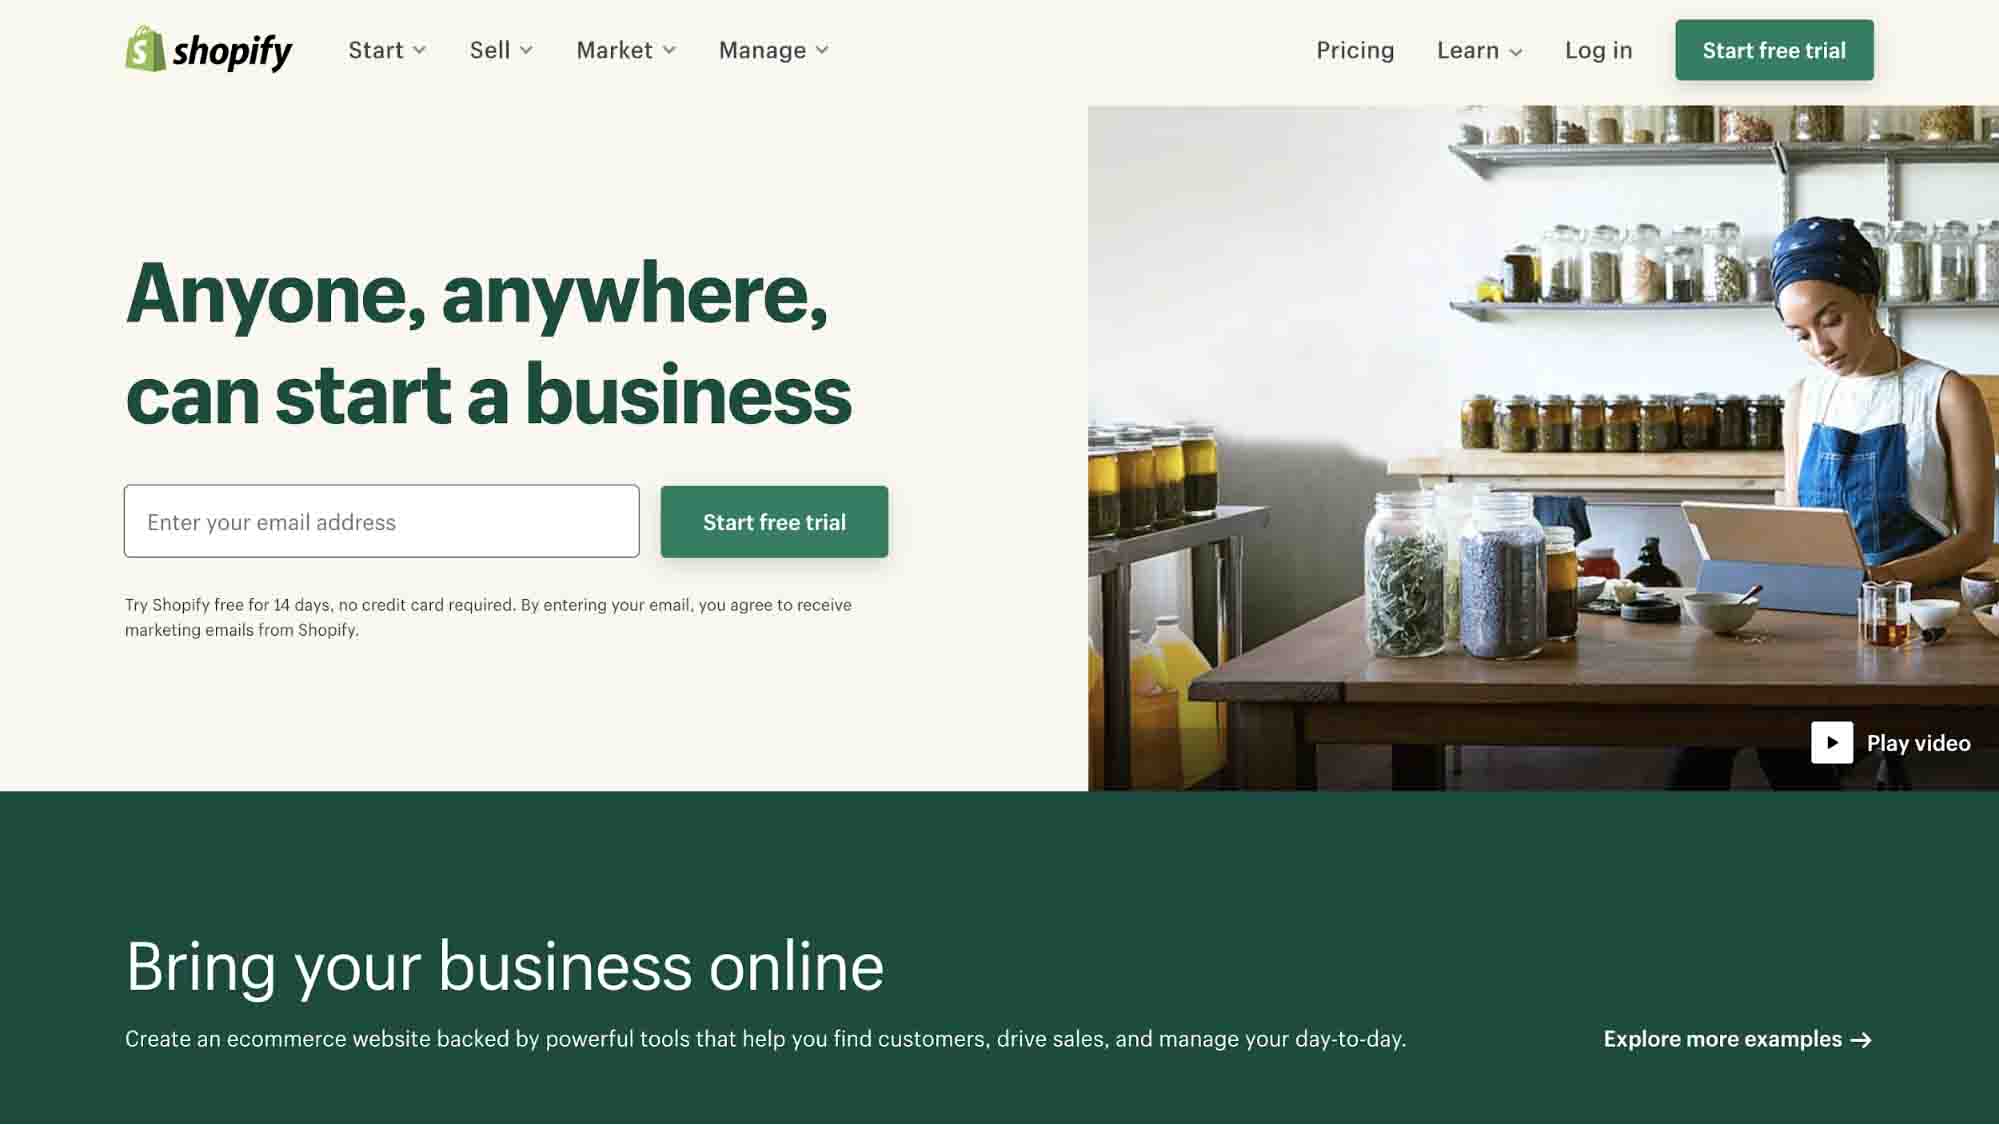 shopify
Start
Sell
Market
Manage
Pricing
Learn
Log in
Start free trial
Anyone, anywhere,
can start a business
Enter your email address
Start free trial
Try Shopify free for 14 days, no credit card required. By entering your email, you agree to receive
marketing emails from Shopify.
Play video
Bring your business online
Create an ecommerce website backed by powerful tools that help you find customers, drive sales, and manage your day-to-day.
Explore more examples →